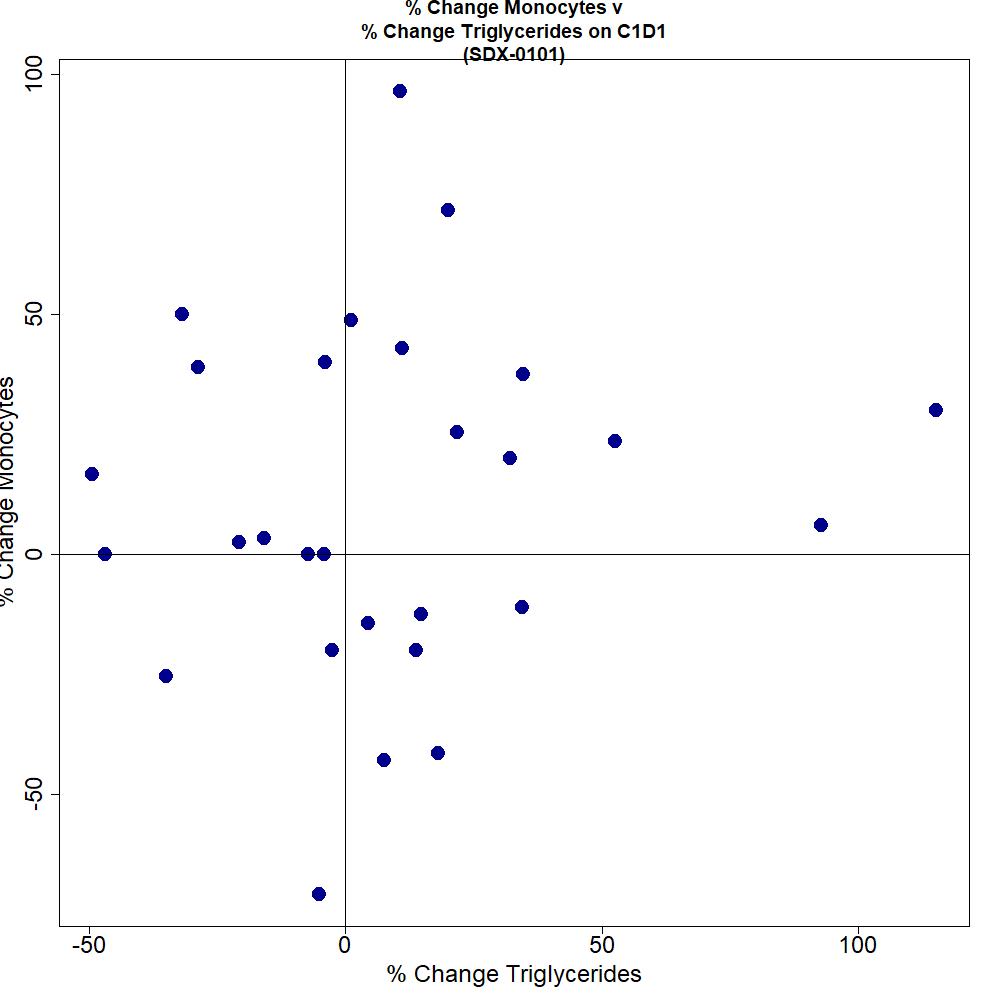 % Change Monocytes v
% Change Triglycerides on C1D1
(SDX-0101)
100
50
0
-50
% Change Monocytes
-50
0
50
100
% Change Triglycerides